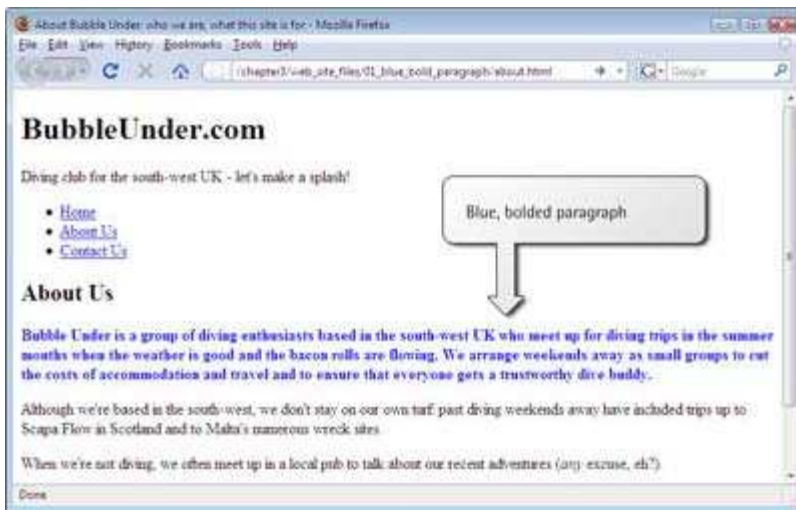 About Bubble Under: who we are, what this site is for - Mozilla Firefox
File Edit View History Bookmarks Tools Help
/chapter3/web_site_files/01_blue_bold_paragraph/about.html
Google
BubbleUnder.com
Diving club for the south-west UK - let's make a splash!
Home
About Us
Contact Us
Blue, bolded paragraph
About Us
Bubble Under is a group of diving enthusiasts based in the south-west UK who meet up for diving trips in the summer
months when the weather is good and the bacon rolls are flowing. We arrange weekends away as small groups to cut
the costs of accommodation and travel and to ensure that everyone gets a trustworthy dive buddy.
Although we're based in the south-west, we don't stay on our own turf: past diving weekends away have included trips up to
Scapa Flow in Scotland and to Malta's numerous wreck sites.
When we're not diving, we often meet up in a local pub to talk about our recent adventures (any excuse, eh?).
Done